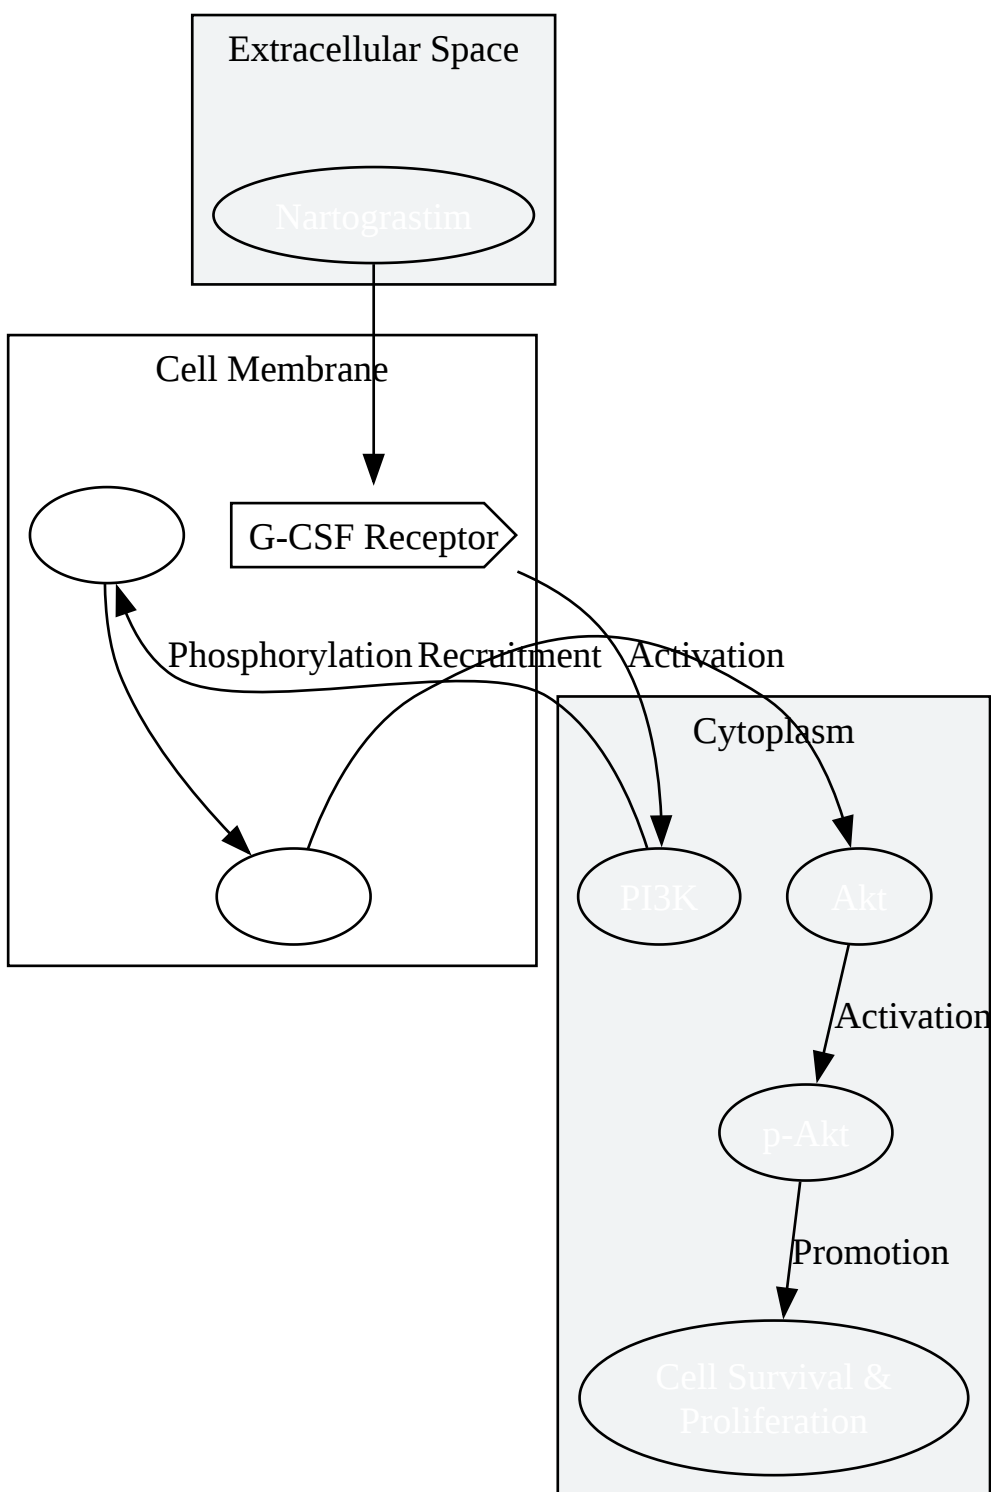 Extracellular Space
Nartograstim
Cell Membrane
G-CSF Receptor
Phosphorylation
Recruitment
Activation
Cytoplasm
PI3K
Akt
Activation
p-Akt
Promotion
Cell Survival &
Proliferation